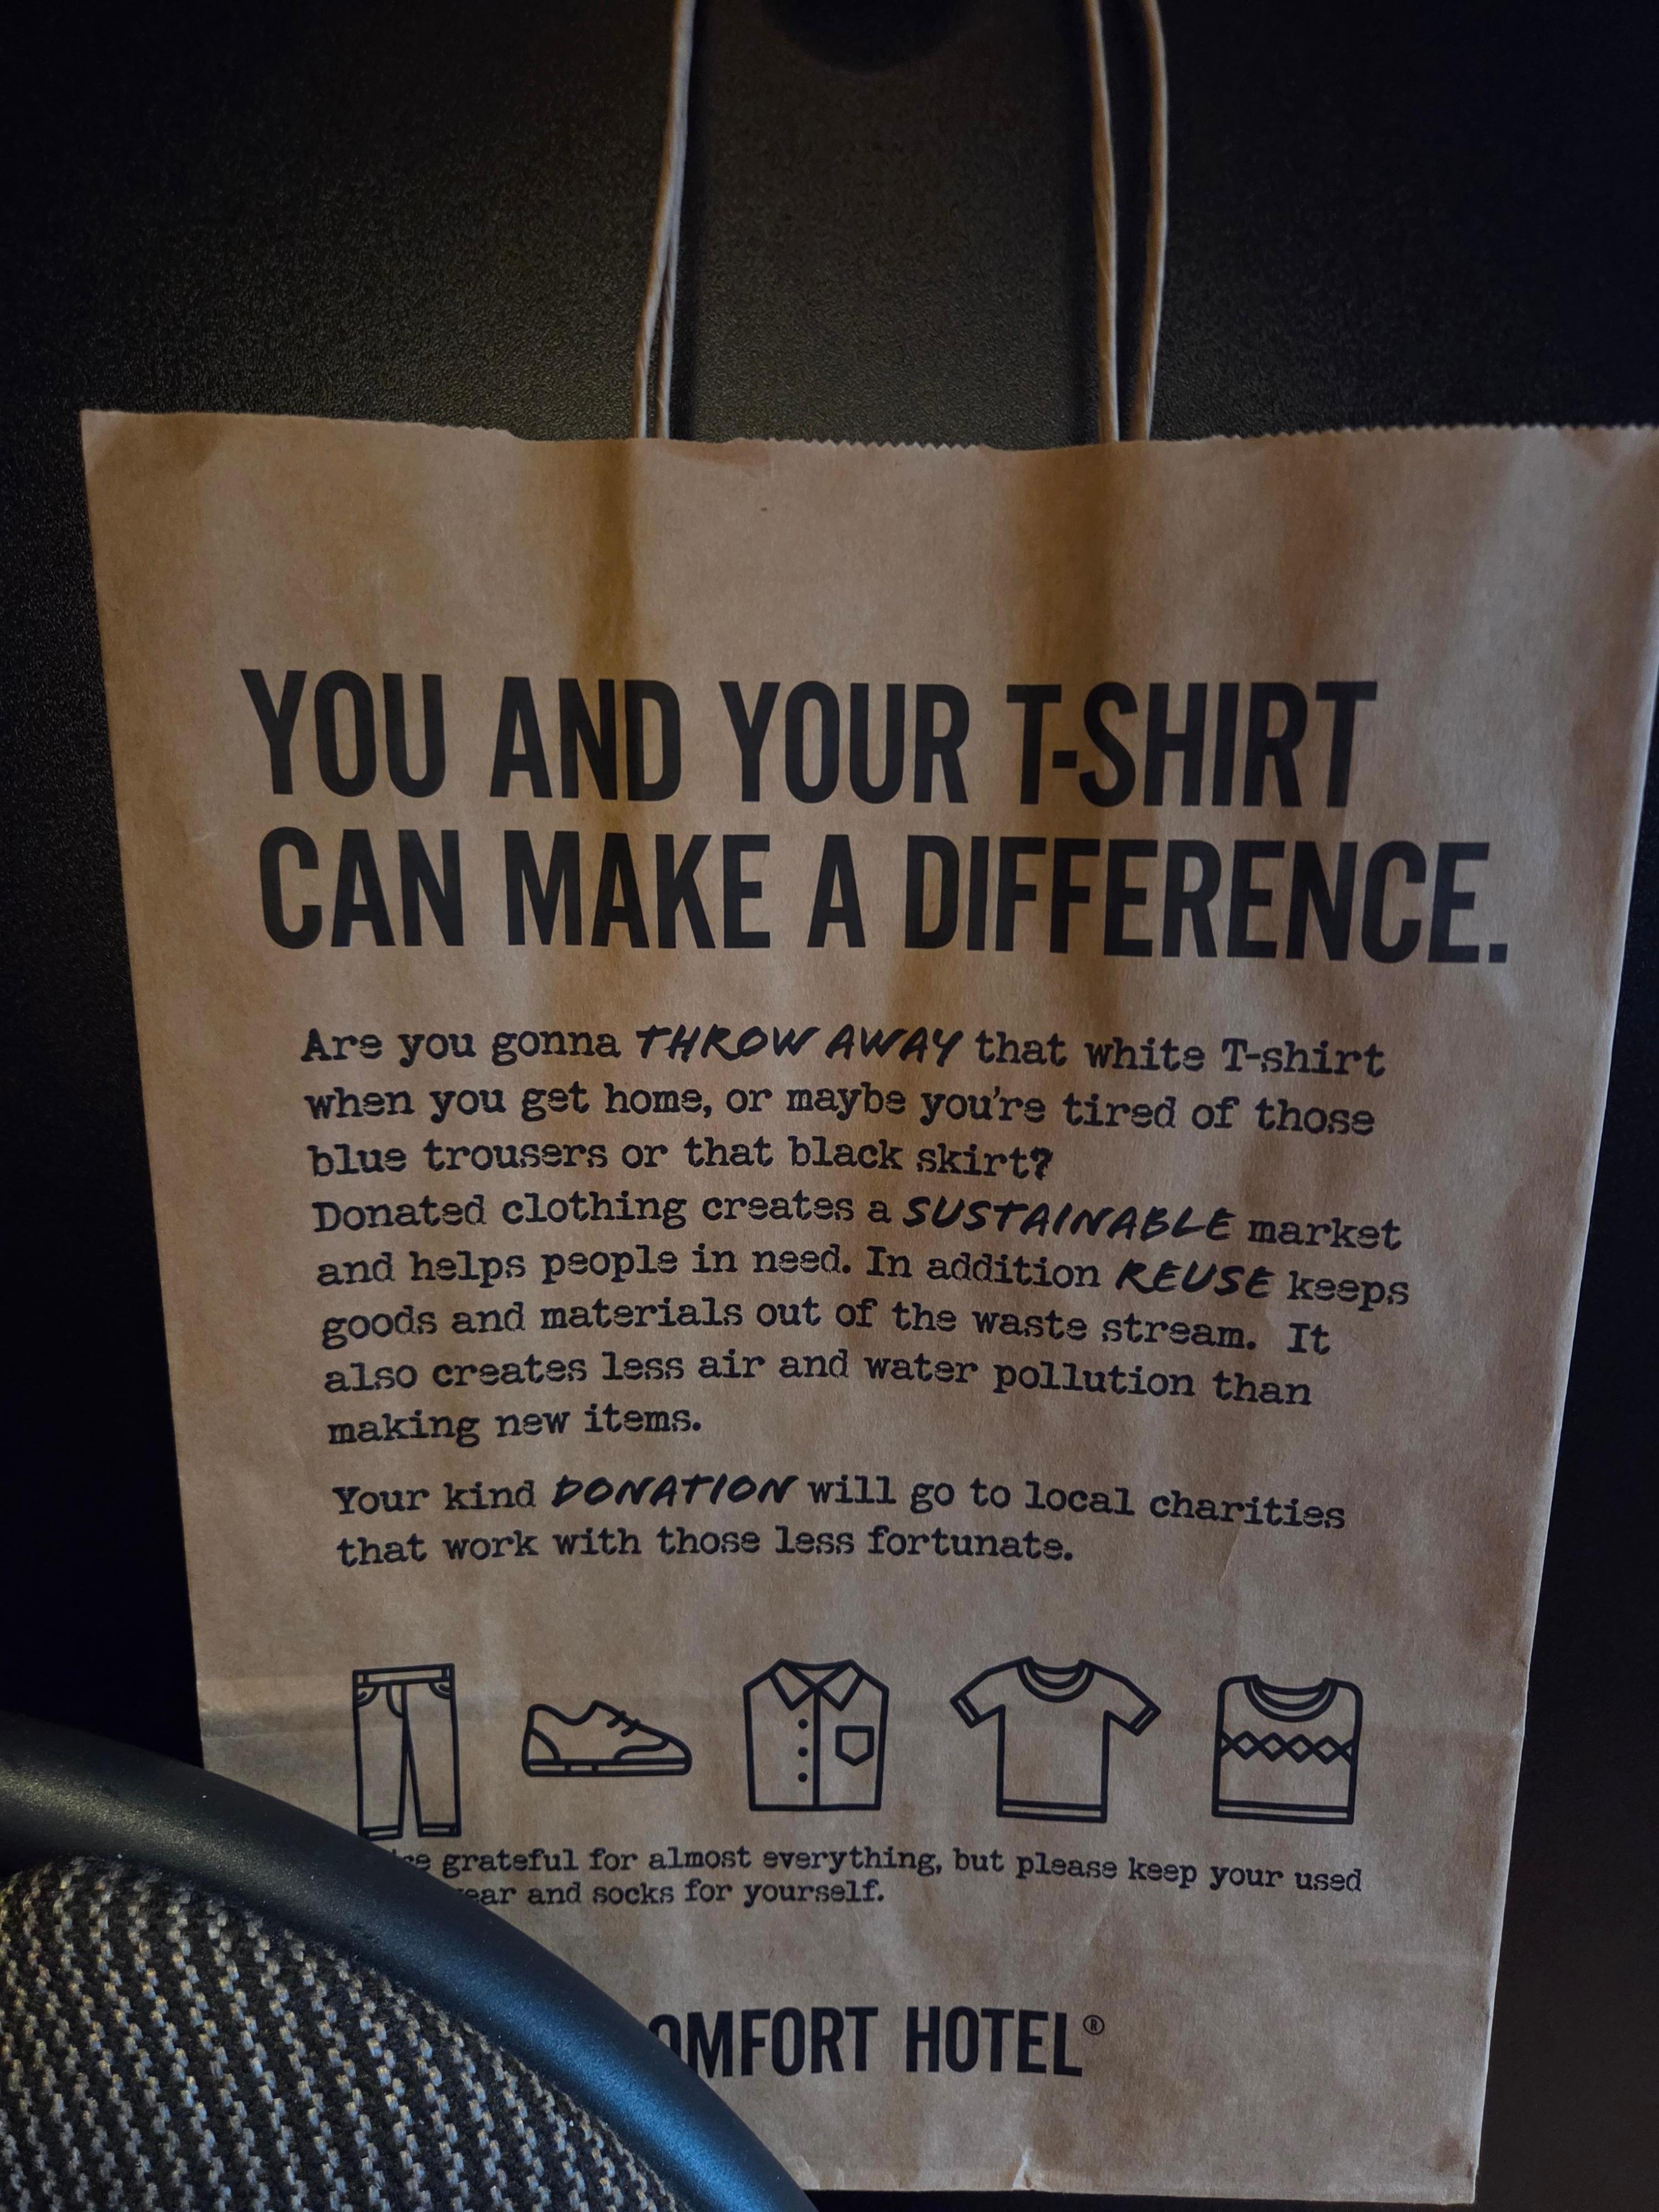 YOU AND YOUR T-SHIRT
CAN MAKE A DIFFERENCE.
Are you gonna THROW AWAY that white T-shirt
when you get home, or maybe you're tired of those
blue trousers or that black skirt?
Donated clothing creates a SUSTAINABLE market
and helps people in need. In addition REUSE keeps
goods and materials out of the waste stream. It
also creates less air and water pollution than
making new items.
Your kind DONATION will go to local charities
that work with those less fortunate.
grateful for almost everything, but please keep your used
and socks for yourself.
OMFORT HOTEL®